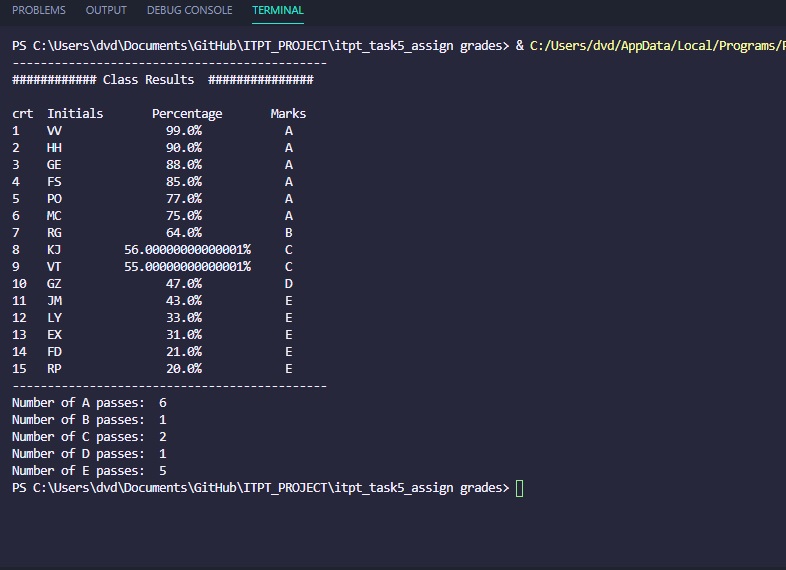 PROBLEMS OUTPUT DEBUG CONSOLE TERMINAL
PS C:\Users\dvd\Documents\GitHub\ITPT_PROJECT\itpt_task5_assign grades> & C:/Users/dvd/AppData/Local/Programs/P
---------------------------------------------
############ Class Results  ###############
crt  Initials       Percentage       Marks
1    VV               99.0%            A
2    HH               90.0%            A
3    GE               88.0%            A
4    FS               85.0%            A
5    PO               77.0%            A
6    MC               75.0%            A
7    RG               64.0%            B
8    KJ         56.00000000000001%     C
9    VT         55.00000000000001%     C
10   GZ               47.0%            D
11   JM               43.0%            E
12   LY               33.0%            E
13   EX               31.0%            E
14   FD               21.0%            E
15   RP               20.0%            E
---------------------------------------------
Number of A passes:  6
Number of B passes:  1
Number of C passes:  2
Number of D passes:  1
Number of E passes:  5
PS C:\Users\dvd\Documents\GitHub\ITPT_PROJECT\itpt_task5_assign grades>